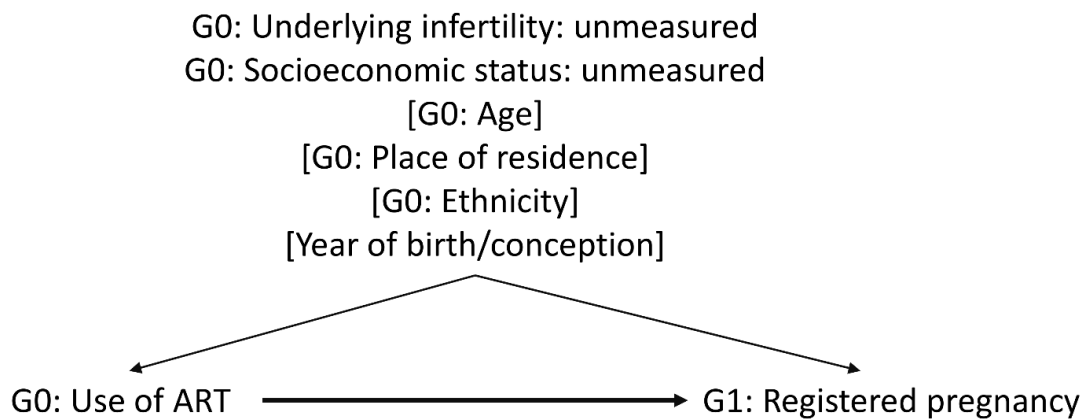 G0: Underlying infertility: unmeasured
G0: Socioeconomic status: unmeasured
[G0: Age]
[G0: Place of residence]
[G0: Ethnicity]
[Year of birth/conception]
G0: Use of ART
G1: Registered pregnancy